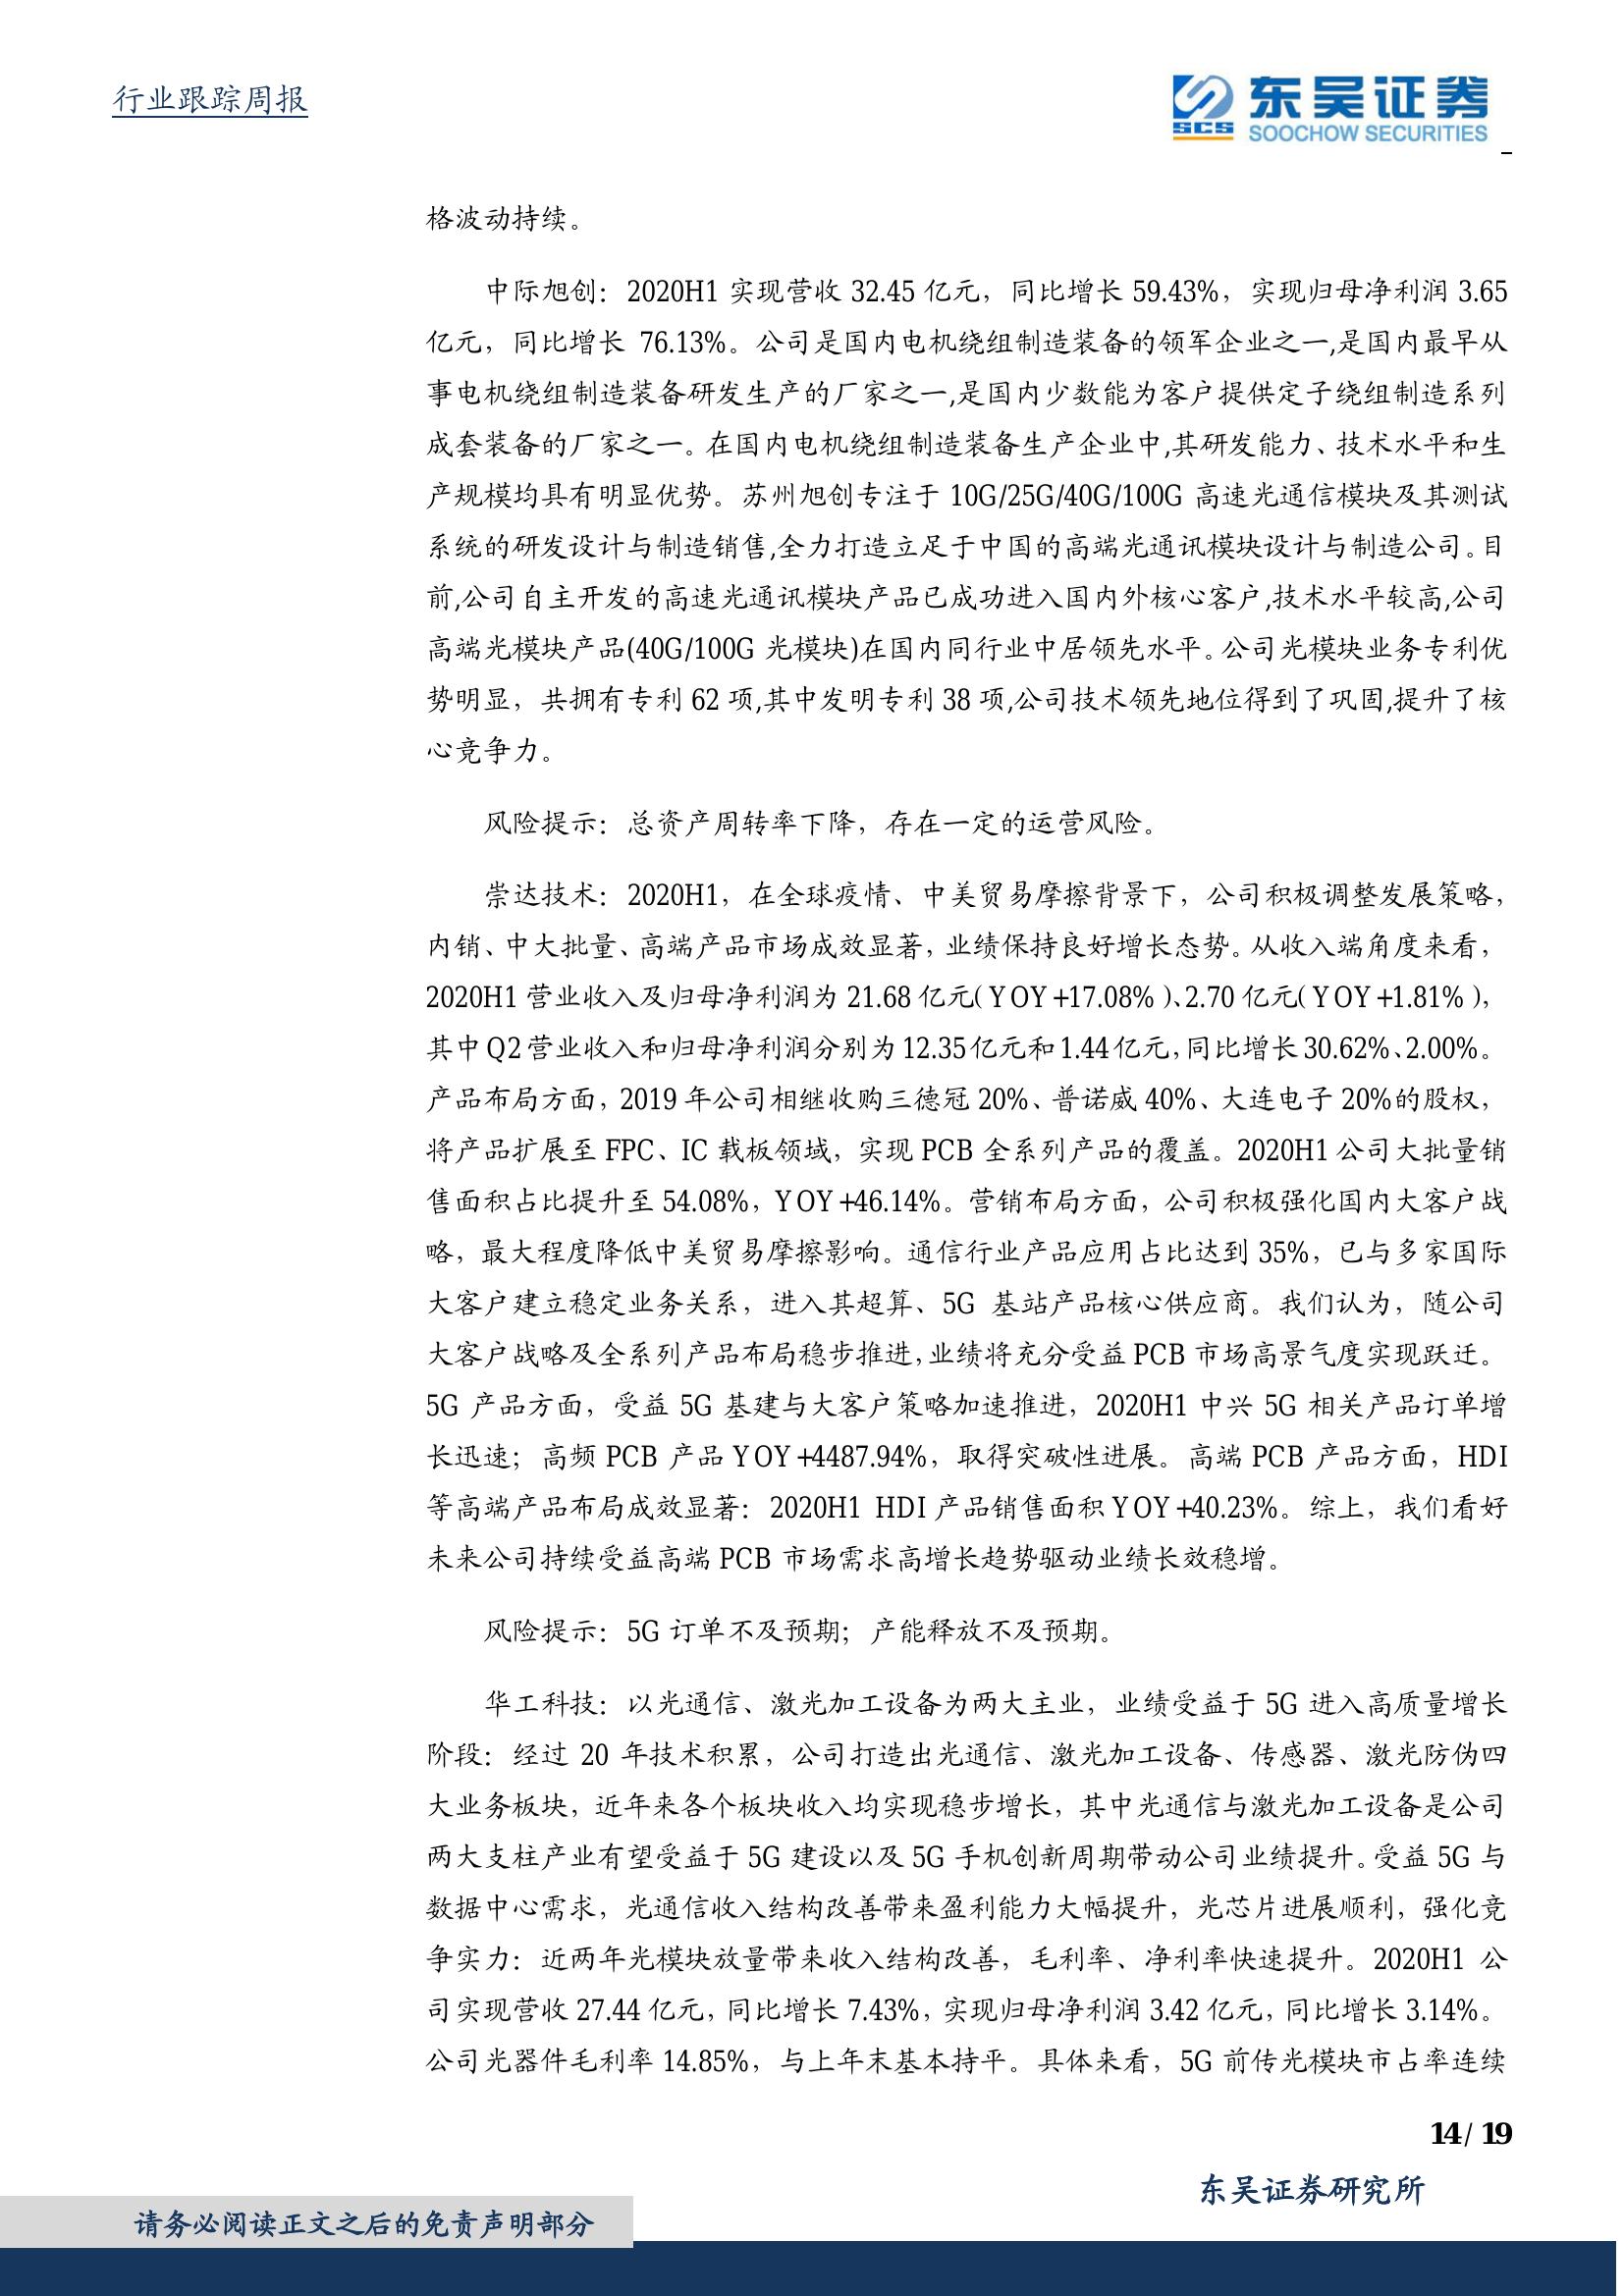 行业跟踪周报
SCS 东吴证券
SOOCHOW SECURITIES
格波动持续。
中际旭创：2020H1 实现营收 32.45 亿元，同比增长 59.43%，实现归母净利润 3.65
亿元，同比增长 76.13%。公司是国内电机绕组制造装备的领军企业之一,是国内最早从
事电机绕组制造装备研发生产的厂家之一,是国内少数能为客户提供定子绕组制造系列
成套装备的厂家之一。在国内电机绕组制造装备生产企业中,其研发能力、技术水平和生
产规模均具有明显优势。苏州旭创专注于 10G/25G/40G/100G 高速光通信模块及其测试
系统的研发设计与制造销售,全力打造立足于中国的高端光通讯模块设计与制造公司。目
前,公司自主开发的高速光通讯模块产品已成功进入国内外核心客户,技术水平较高,公司
高端光模块产品(40G/100G 光模块)在国内同行业中居领先水平。公司光模块业务专利优
势明显，共拥有专利 62 项,其中发明专利 38 项,公司技术领先地位得到了巩固,提升了核
心竞争力。
风险提示：总资产周转率下降，存在一定的运营风险。
崇达技术：2020H1，在全球疫情、中美贸易摩擦背景下，公司积极调整发展策略，
内销、中大批量、高端产品市场成效显著，业绩保持良好增长态势。从收入端角度来看，
2020H1 营业收入及归母净利润为 21.68 亿元（YOY+17.08%）、2.70 亿元（YOY+1.81%），
其中 Q2 营业收入和归母净利润分别为 12.35 亿元和 1.44 亿元，同比增长 30.62%、2.00%。
产品布局方面，2019 年公司相继收购三德冠 20%、普诺威 40%、大连电子 20%的股权，
将产品扩展至 FPC、IC 载板领域，实现 PCB 全系列产品的覆盖。2020H1 公司大批量销
售面积占比提升至 54.08%，YOY+46.14%。营销布局方面，公司积极强化国内大客户战
略，最大程度降低中美贸易摩擦影响。通信行业产品应用占比达到 35%，已与多家国际
大客户建立稳定业务关系，进入其超算、5G 基站产品核心供应商。我们认为，随公司
大客户战略及全系列产品布局稳步推进，业绩将充分受益 PCB 市场高景气度实现跃迁。
5G 产品方面，受益 5G 基建与大客户策略加速推进，2020H1 中兴 5G 相关产品订单增
长迅速；高频 PCB 产品 YOY+4487.94%，取得突破性进展。高端 PCB 产品方面，HDI
等高端产品布局成效显著：2020H1 HDI 产品销售面积 YOY+40.23%。综上，我们看好
未来公司持续受益高端 PCB 市场需求高增长趋势驱动业绩长效稳增。
风险提示：5G 订单不及预期；产能释放不及预期。
华工科技：以光通信、激光加工设备为两大主业，业绩受益于 5G 进入高质量增长
阶段：经过 20 年技术积累，公司打造出光通信、激光加工设备、传感器、激光防伪四
大业务板块，近年来各个板块收入均实现稳步增长，其中光通信与激光加工设备是公司
两大支柱产业有望受益于 5G 建设以及 5G 手机创新周期带动公司业绩提升。受益 5G 与
数据中心需求，光通信收入结构改善带来盈利能力大幅提升，光芯片进展顺利，强化竞
争实力：近两年光模块放量带来收入结构改善，毛利率、净利率快速提升。2020H1 公
司实现营收 27.44 亿元，同比增长 7.43%，实现归母净利润 3.42 亿元，同比增长 3.14%。
公司光器件毛利率 14.85%，与上年末基本持平。具体来看，5G 前传光模块市占率连续
14 / 19
东吴证券研究所
请务必阅读正文之后的免责声明部分